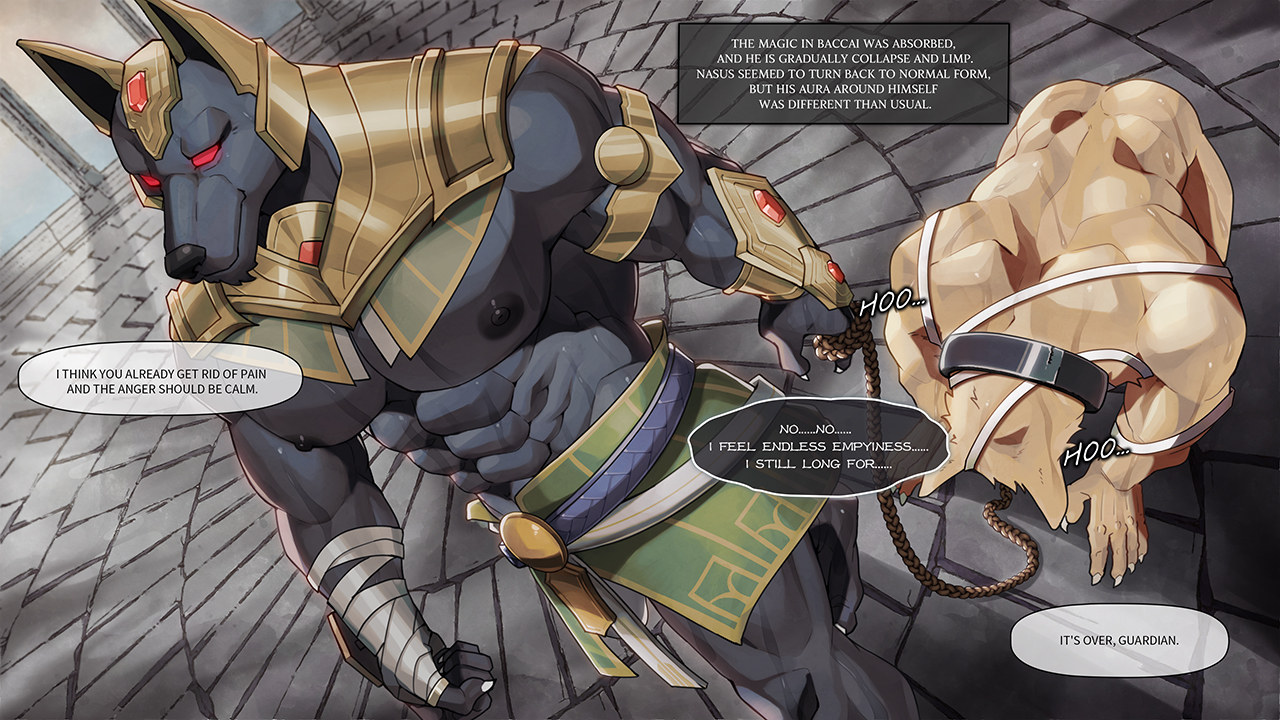 THE MAGIC IN BACCAI WAS ABSORBED,
AND HE IS GRADUALLY COLLAPSE AND LIMP.
NASUS SEEMED TO TURN BACK TO NORMAL FORM,
BUT HIS AURA AROUND HIMSELF
WAS DIFFERENT THAN USUAL.
HOO...
I THINK YOU ALREADY GET RID OF PAIN
AND THE ANGER SHOULD BE CALM.
NO......NO......
I FEEL ENDLESS EMPYINESS......
I STILL LONG FOR......
HOO...
IT'S OVER, GUARDIAN.